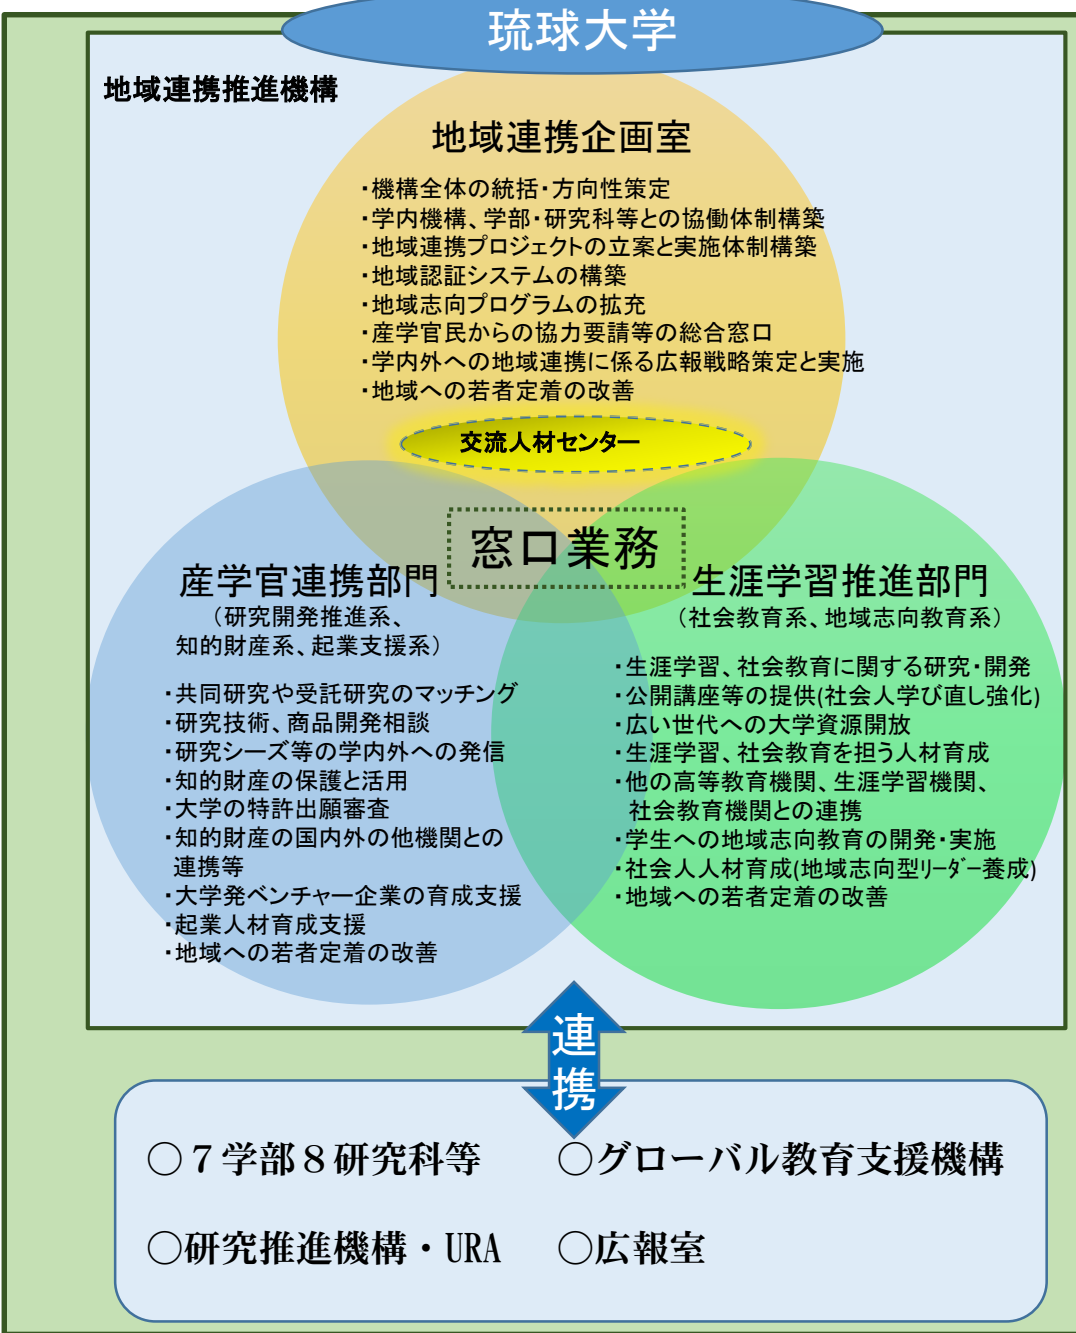 琉球大学
地域連携推進機構
地域連携企画室
・機構全体の統括・方向性策定
・学内機構、学部・研究科等との協働体制構築
・地域連携プロジェクトの立案と実施体制構築
・地域認証システムの構築
・地域志向プログラムの拡充
・産学官民からの協力要請等の総合窓口
・学内外への地域連携に係る広報戦略策定と実施
・地域への若者定着の改善
交流人材センター
窓口業務
産学官連携部門
（研究開発推進系、
知的財産系、起業支援系）
・共同研究や受託研究のマッチング
・研究技術、商品開発相談
・研究シーズ等の学内外への発信
・知的財産の保護と活用
・大学の特許出願審査
・知的財産の国内外の他機関との
連携等
・大学発ベンチャー企業の育成支援
・起業人材育成支援
・地域への若者定着の改善
生涯学習推進部門
（社会教育系、地域志向教育系）
・生涯学習、社会教育に関する研究・開発
・公開講座等の提供(社会人学び直し強化)
・広い世代への大学資源開放
・生涯学習、社会教育を担う人材育成
・他の高等教育機関、生涯学習機関、
社会教育機関との連携
・学生への地域志向教育の開発・実施
・社会人人材育成(地域志向型ﾘｰﾀﾞｰ養成)
・地域への若者定着の改善
連携
○７学部８研究科等
○グローバル教育支援機構
○研究推進機構・URA
○広報室